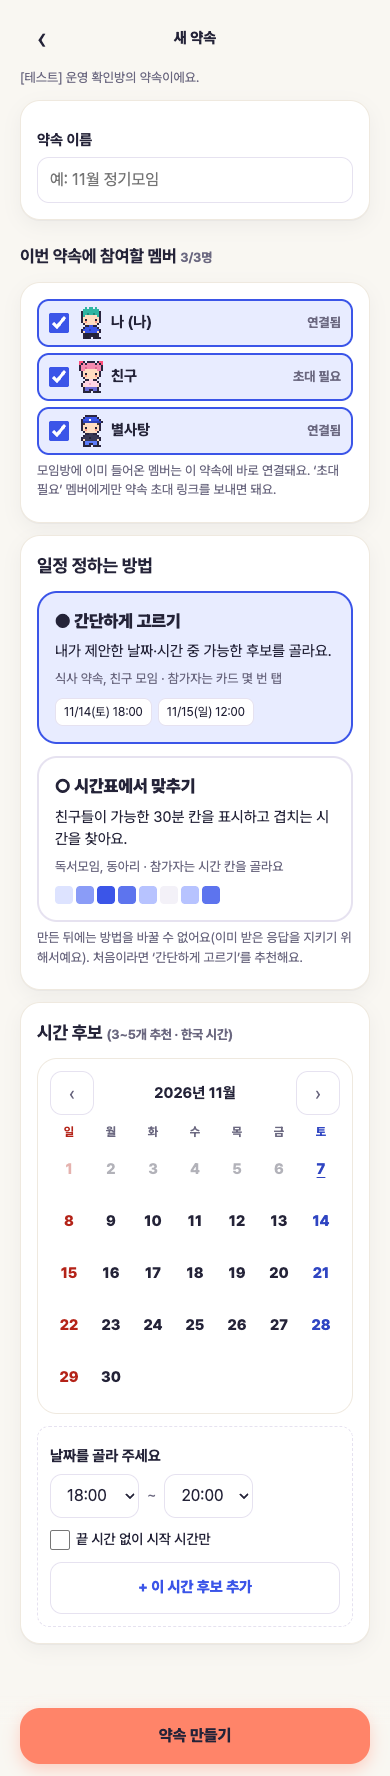 ‹ 새 약속
[테스트] 운영 확인방의 약속이에요.
약속 이름
예: 11월 정기모임
이번 약속에 참여할 멤버 3/3명
나 (나) 연결됨
친구 초대 필요
별사탕 연결됨
모임방에 이미 들어온 멤버는 이 약속에 바로 연결돼요. ‘초대
필요’ 멤버에게만 약속 초대 링크를 보내면 돼요.
일정 정하는 방법
● 간단하게 고르기
내가 제안한 날짜·시간 중 가능한 후보를 골라요.
식사 약속, 친구 모임 · 참가자는 카드 몇 번 탭
11/14(토) 18:00 11/15(일) 12:00
○ 시간표에서 맞추기
친구들이 가능한 30분 칸을 표시하고 겹치는 시
간을 찾아요.
독서모임, 동아리 · 참가자는 시간 칸을 골라요
만든 뒤에는 방법을 바꿀 수 없어요(이미 받은 응답을 지키기 위
해서예요). 처음이라면 ‘간단하게 고르기’를 추천해요.
시간 후보 (3~5개 추천 · 한국 시간)
‹ 2026년 11월 ›
일 월 화 수 목 금 토
1 2 3 4 5 6 7
8 9 10 11 12 13 14
15 16 17 18 19 20 21
22 23 24 25 26 27 28
29 30
날짜를 골라 주세요
18:00 ~ 20:00
끝 시간 없이 시작 시간만
+ 이 시간 후보 추가
약속 만들기